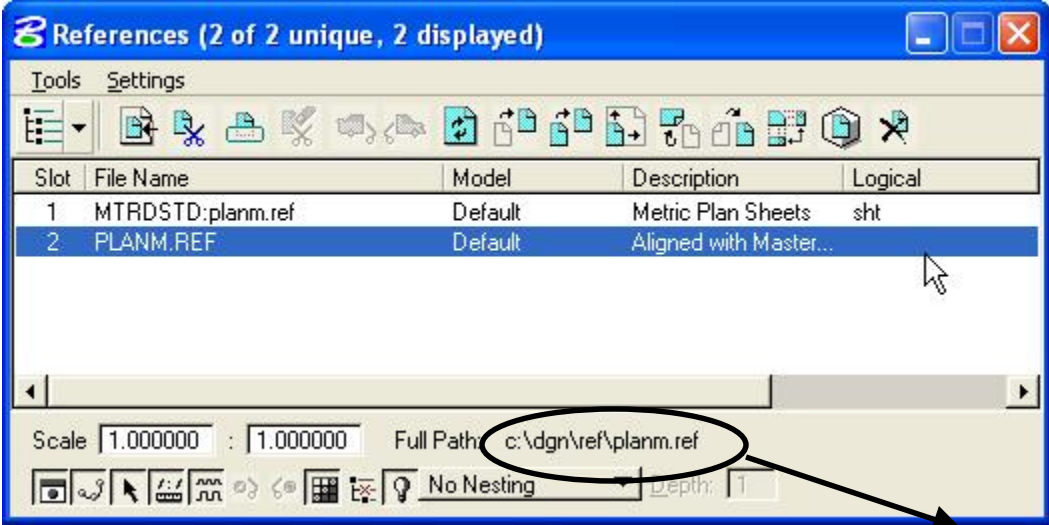 References (2 of 2 unique, 2 displayed)
Tools Settings
Slot File Name Model Description Logical
1 MTRDSTD:planm.ref Default Metric Plan Sheets sht
2 PLANM.REF Default Aligned with Master...
Scale 1.000000 : 1.000000 Full Path: c:\dgn\ref\planm.ref
No Nesting Depth: 1